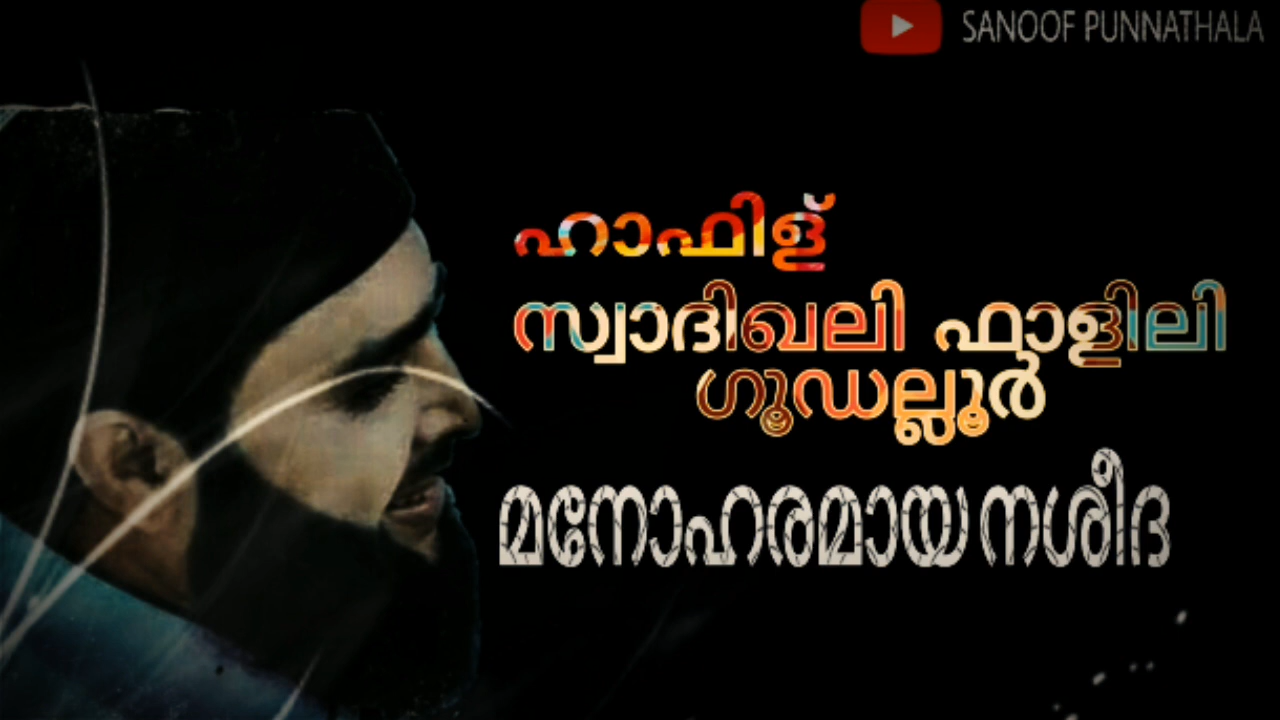 SANOOF PUNNATHALA
ഹാഫിള്
സ്വാദിഖലി ഫാളിലി
ഗൂഡല്ലൂർ
മനോഹരമായ നശീദ